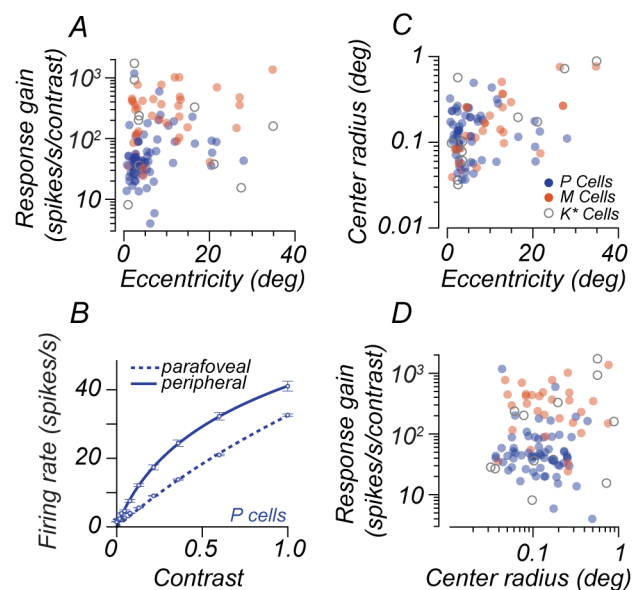 A
Response gain
(spikes/s/contrast)
10³
10²
10
0
20
40
Eccentricity (deg)
C
Center radius (deg)
1
0.1
0.01
P Cells
M Cells
K* Cells
0
20
40
Eccentricity (deg)
B
Firing rate (spikes/s)
40
20
0
parafoveal
peripheral
P cells
0
0.5
1.0
Contrast
D
Response gain
(spikes/s/contrast)
10³
10²
10
0.1
1
Center radius (deg)